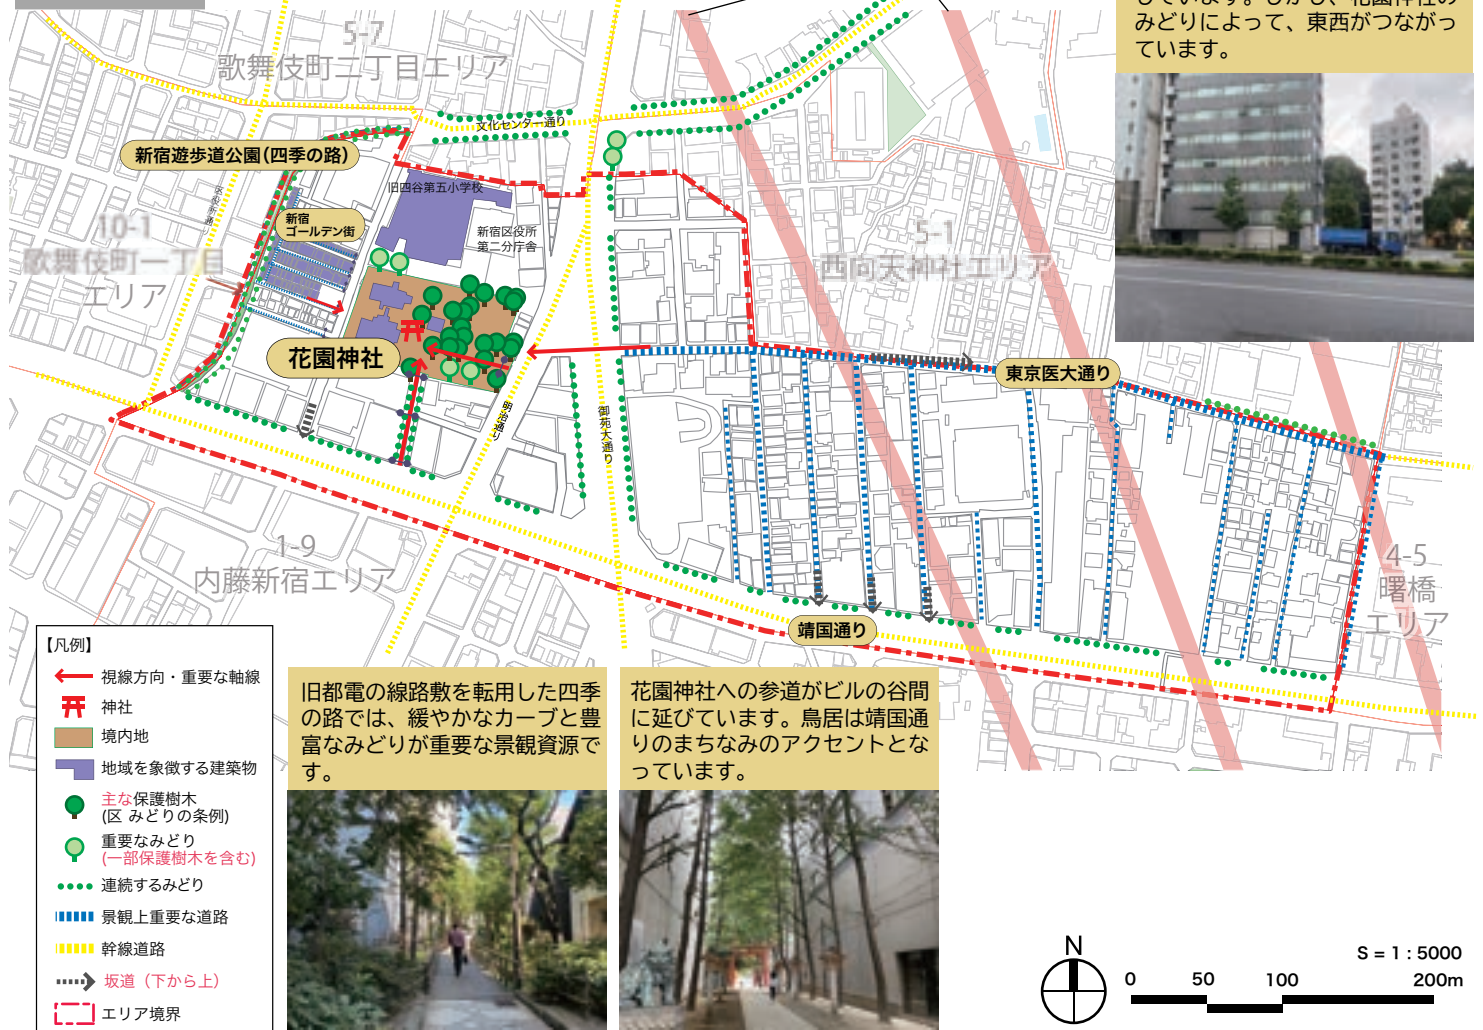 みどりによって、東西がつながっ
ています。
5-7
歌舞伎町二丁目エリア
文化センター通り
新宿遊歩道公園(四季の路)
旧四谷第五小学校
区役所通り
新宿
ゴールデン街
新宿区役所
第二分庁舎
10-1
歌舞伎町一丁目
エリア
5-1
西向天神社エリア
花園神社
東京医大通り
明治通り
御苑大通り
1-9
内藤新宿エリア
4-5
曙橋
エリア
靖国通り
【凡例】
視線方向・重要な軸線
神社
境内地
地域を象徴する建築物
主な保護樹木
(区 みどりの条例)
重要なみどり
(一部保護樹木を含む)
連続するみどり
景観上重要な道路
幹線道路
坂道（下から上）
エリア境界
旧都電の線路敷を転用した四季
の路では、緩やかなカーブと豊
富なみどりが重要な景観資源で
す。
花園神社への参道がビルの谷間
に延びています。鳥居は靖国通
りのまちなみのアクセントとな
っています。
N
S = 1 : 5000
0 50 100 200m